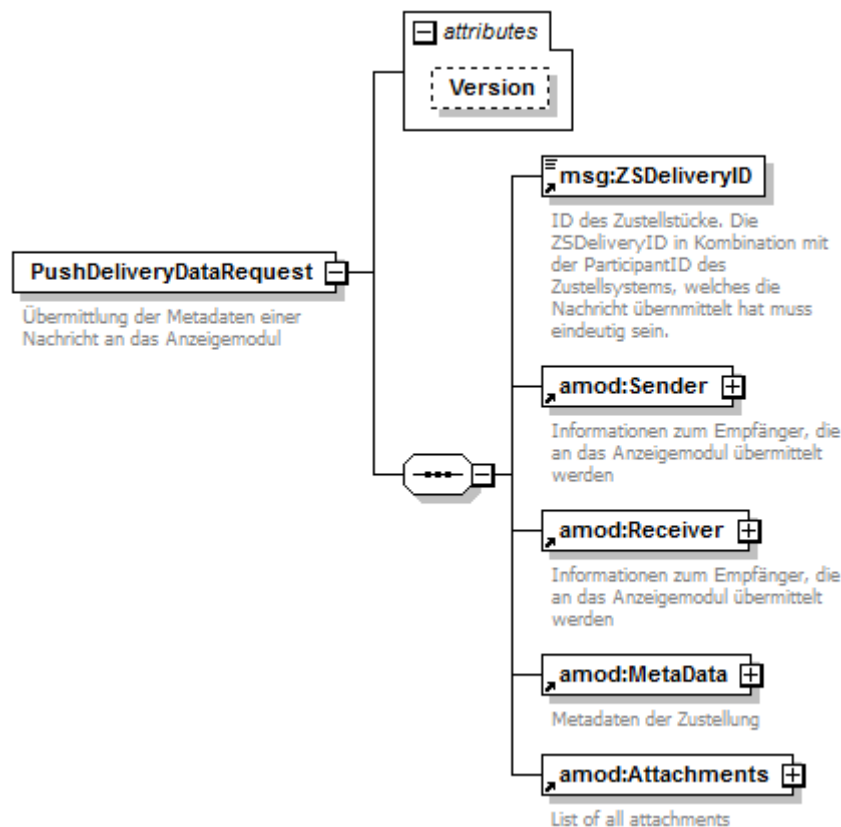 attributes
Version
msg:ZSDeliveryID
ID des Zustellstücke. Die
ZSDeliveryID in Kombination mit
der ParticipantID des
Zustellsystems, welches die
Nachricht übernmittelt hat muss
eindeutig sein.
PushDeliveryDataRequest
Übermittlung der Metadaten einer
Nachricht an das Anzeigemodul
amod:Sender
Informationen zum Empfänger, die
an das Anzeigemodul übermittelt
werden
amod:Receiver
Informationen zum Empfänger, die
an das Anzeigemodul übermittelt
werden
amod:MetaData
Metadaten der Zustellung
amod:Attachments
List of all attachments